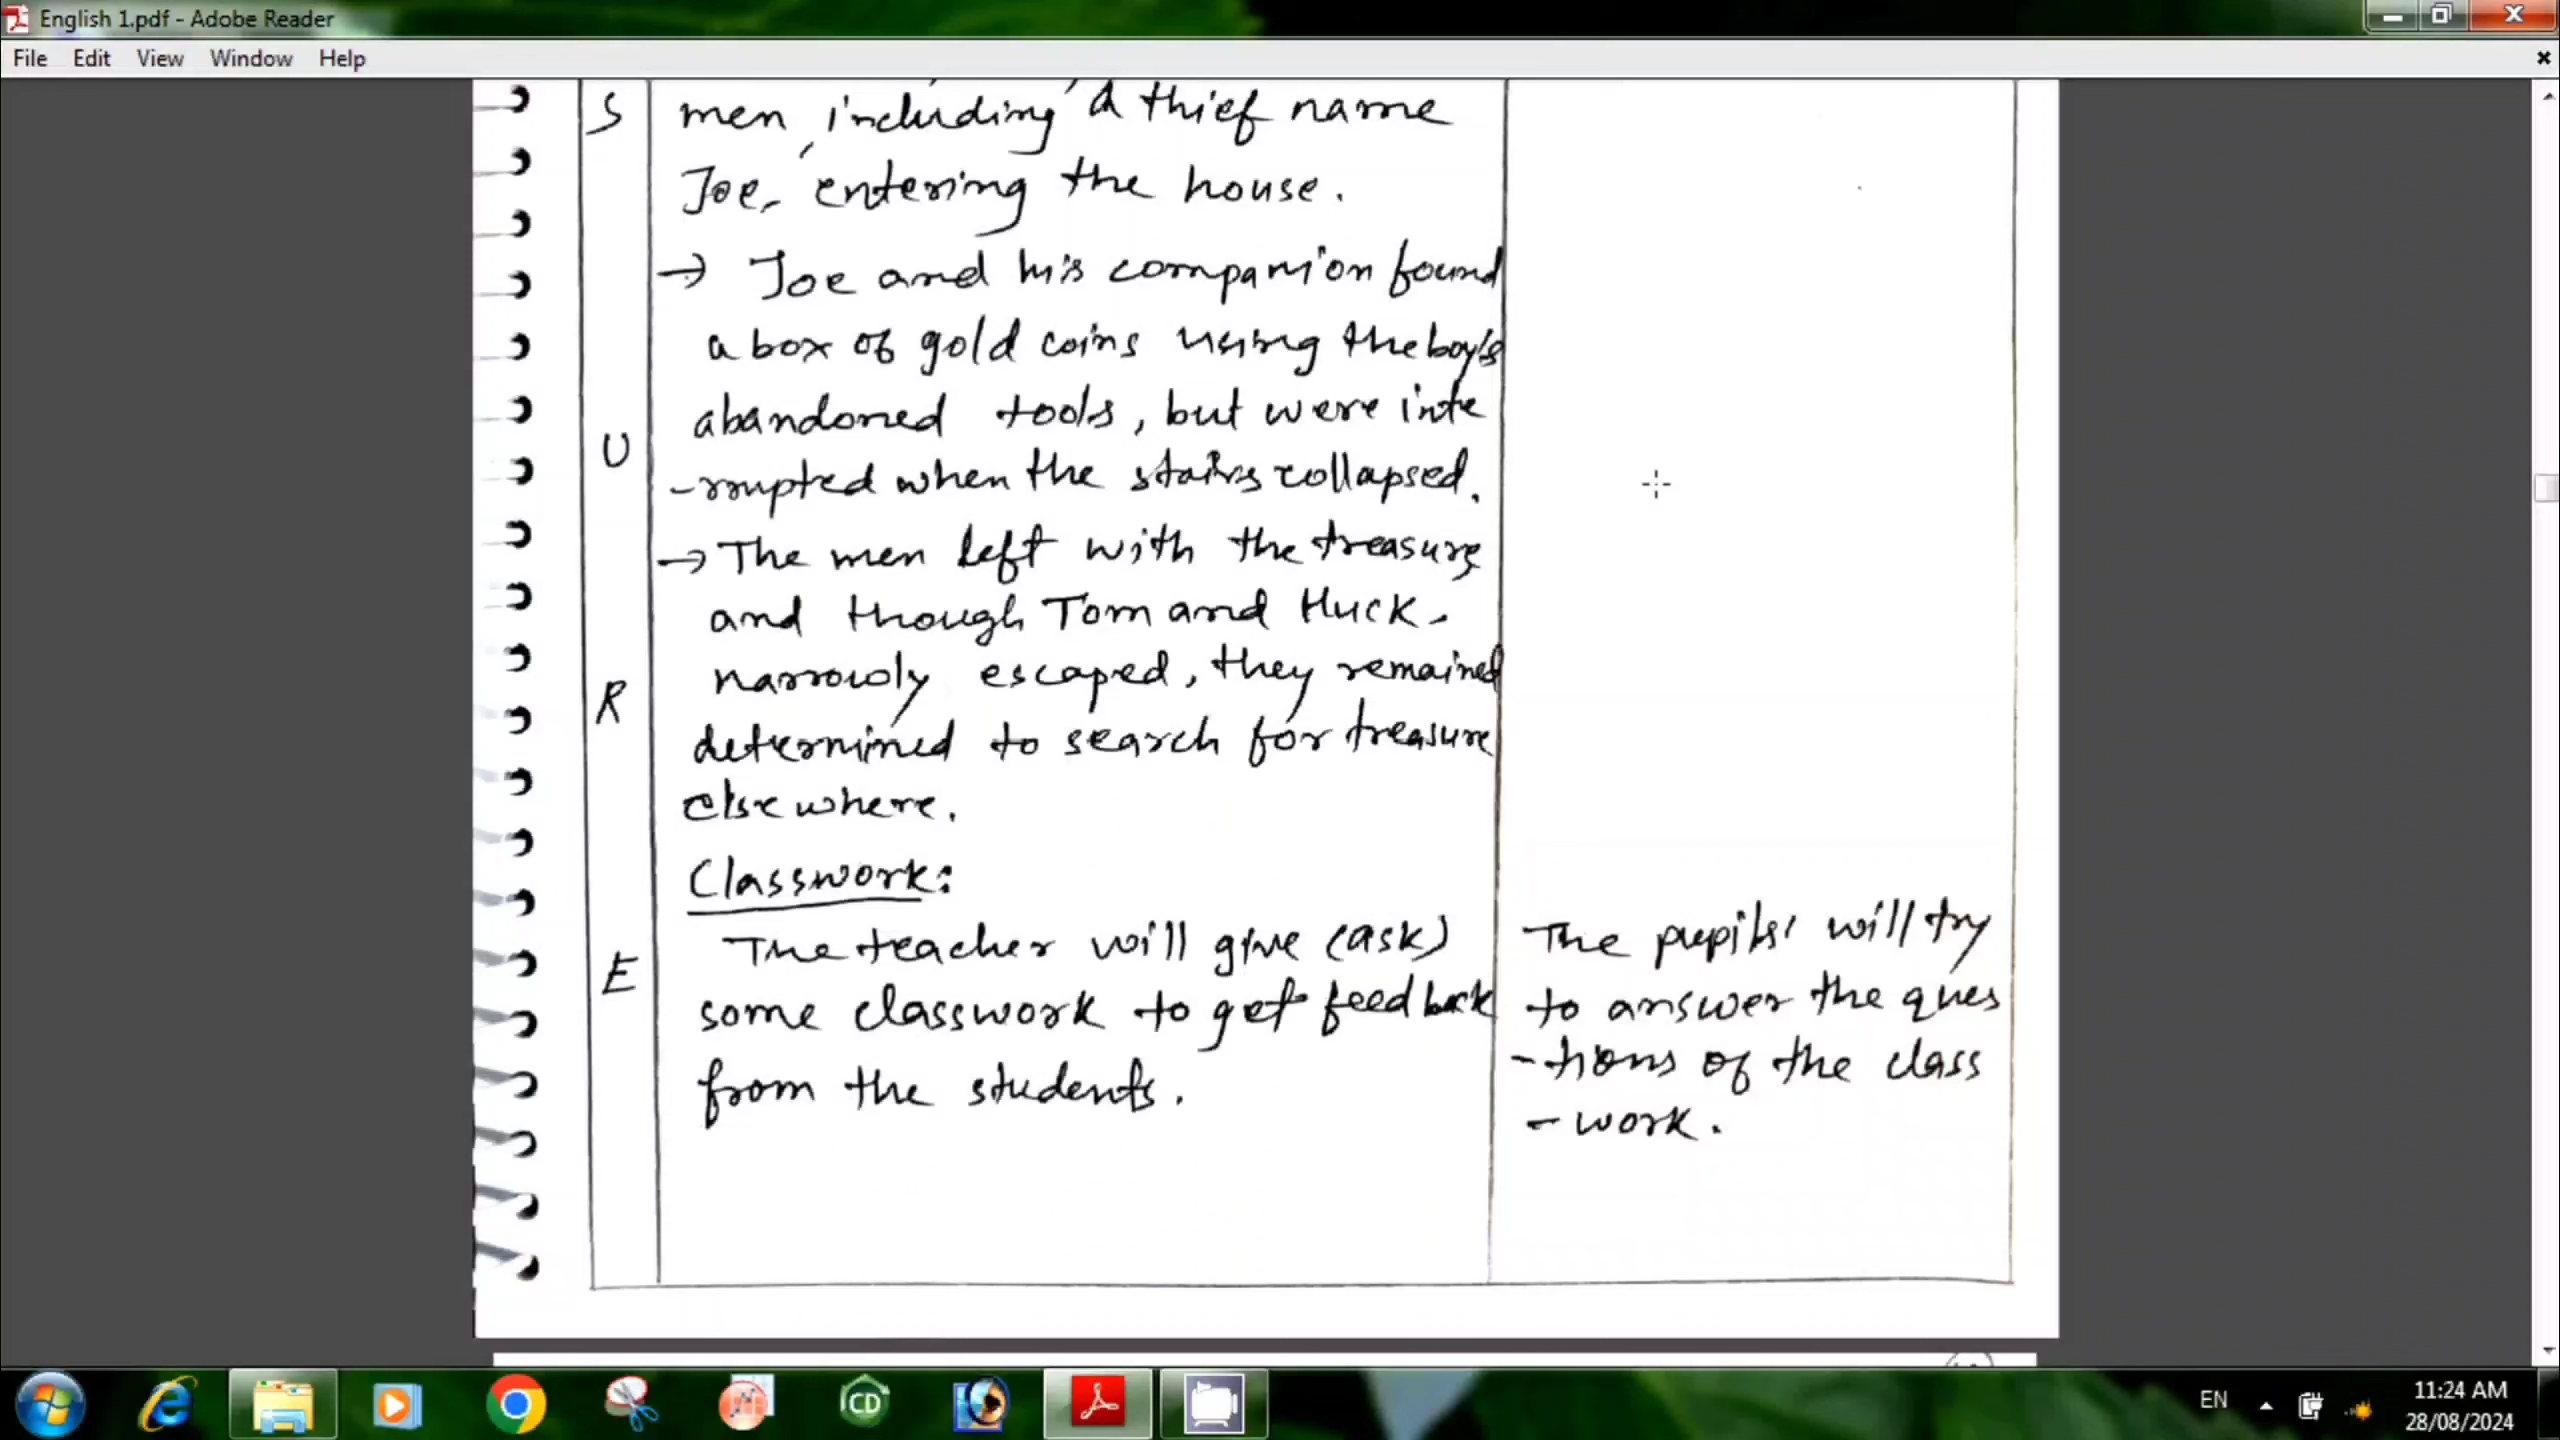 English 1.pdf - Adobe Reader
File Edit View Window Help
S
men, including a thief name
Joe, entering the house.
→ Joe and his companion found
a box of gold coins using the boy's
abandoned tools, but were inte
U
-rrupted when the stairs collapsed.
→ The men left with the treasure
and though Tom and Huck
R
narrowly escaped, they remained
determined to search for treasure
elsewhere.
Classwork:
E
The teacher will give (ask)
some classwork to get feedback
from the students.
The pupils' will try
to answer the ques
-tions of the class
-work.
CD
EN
11:24 AM
28/08/2024